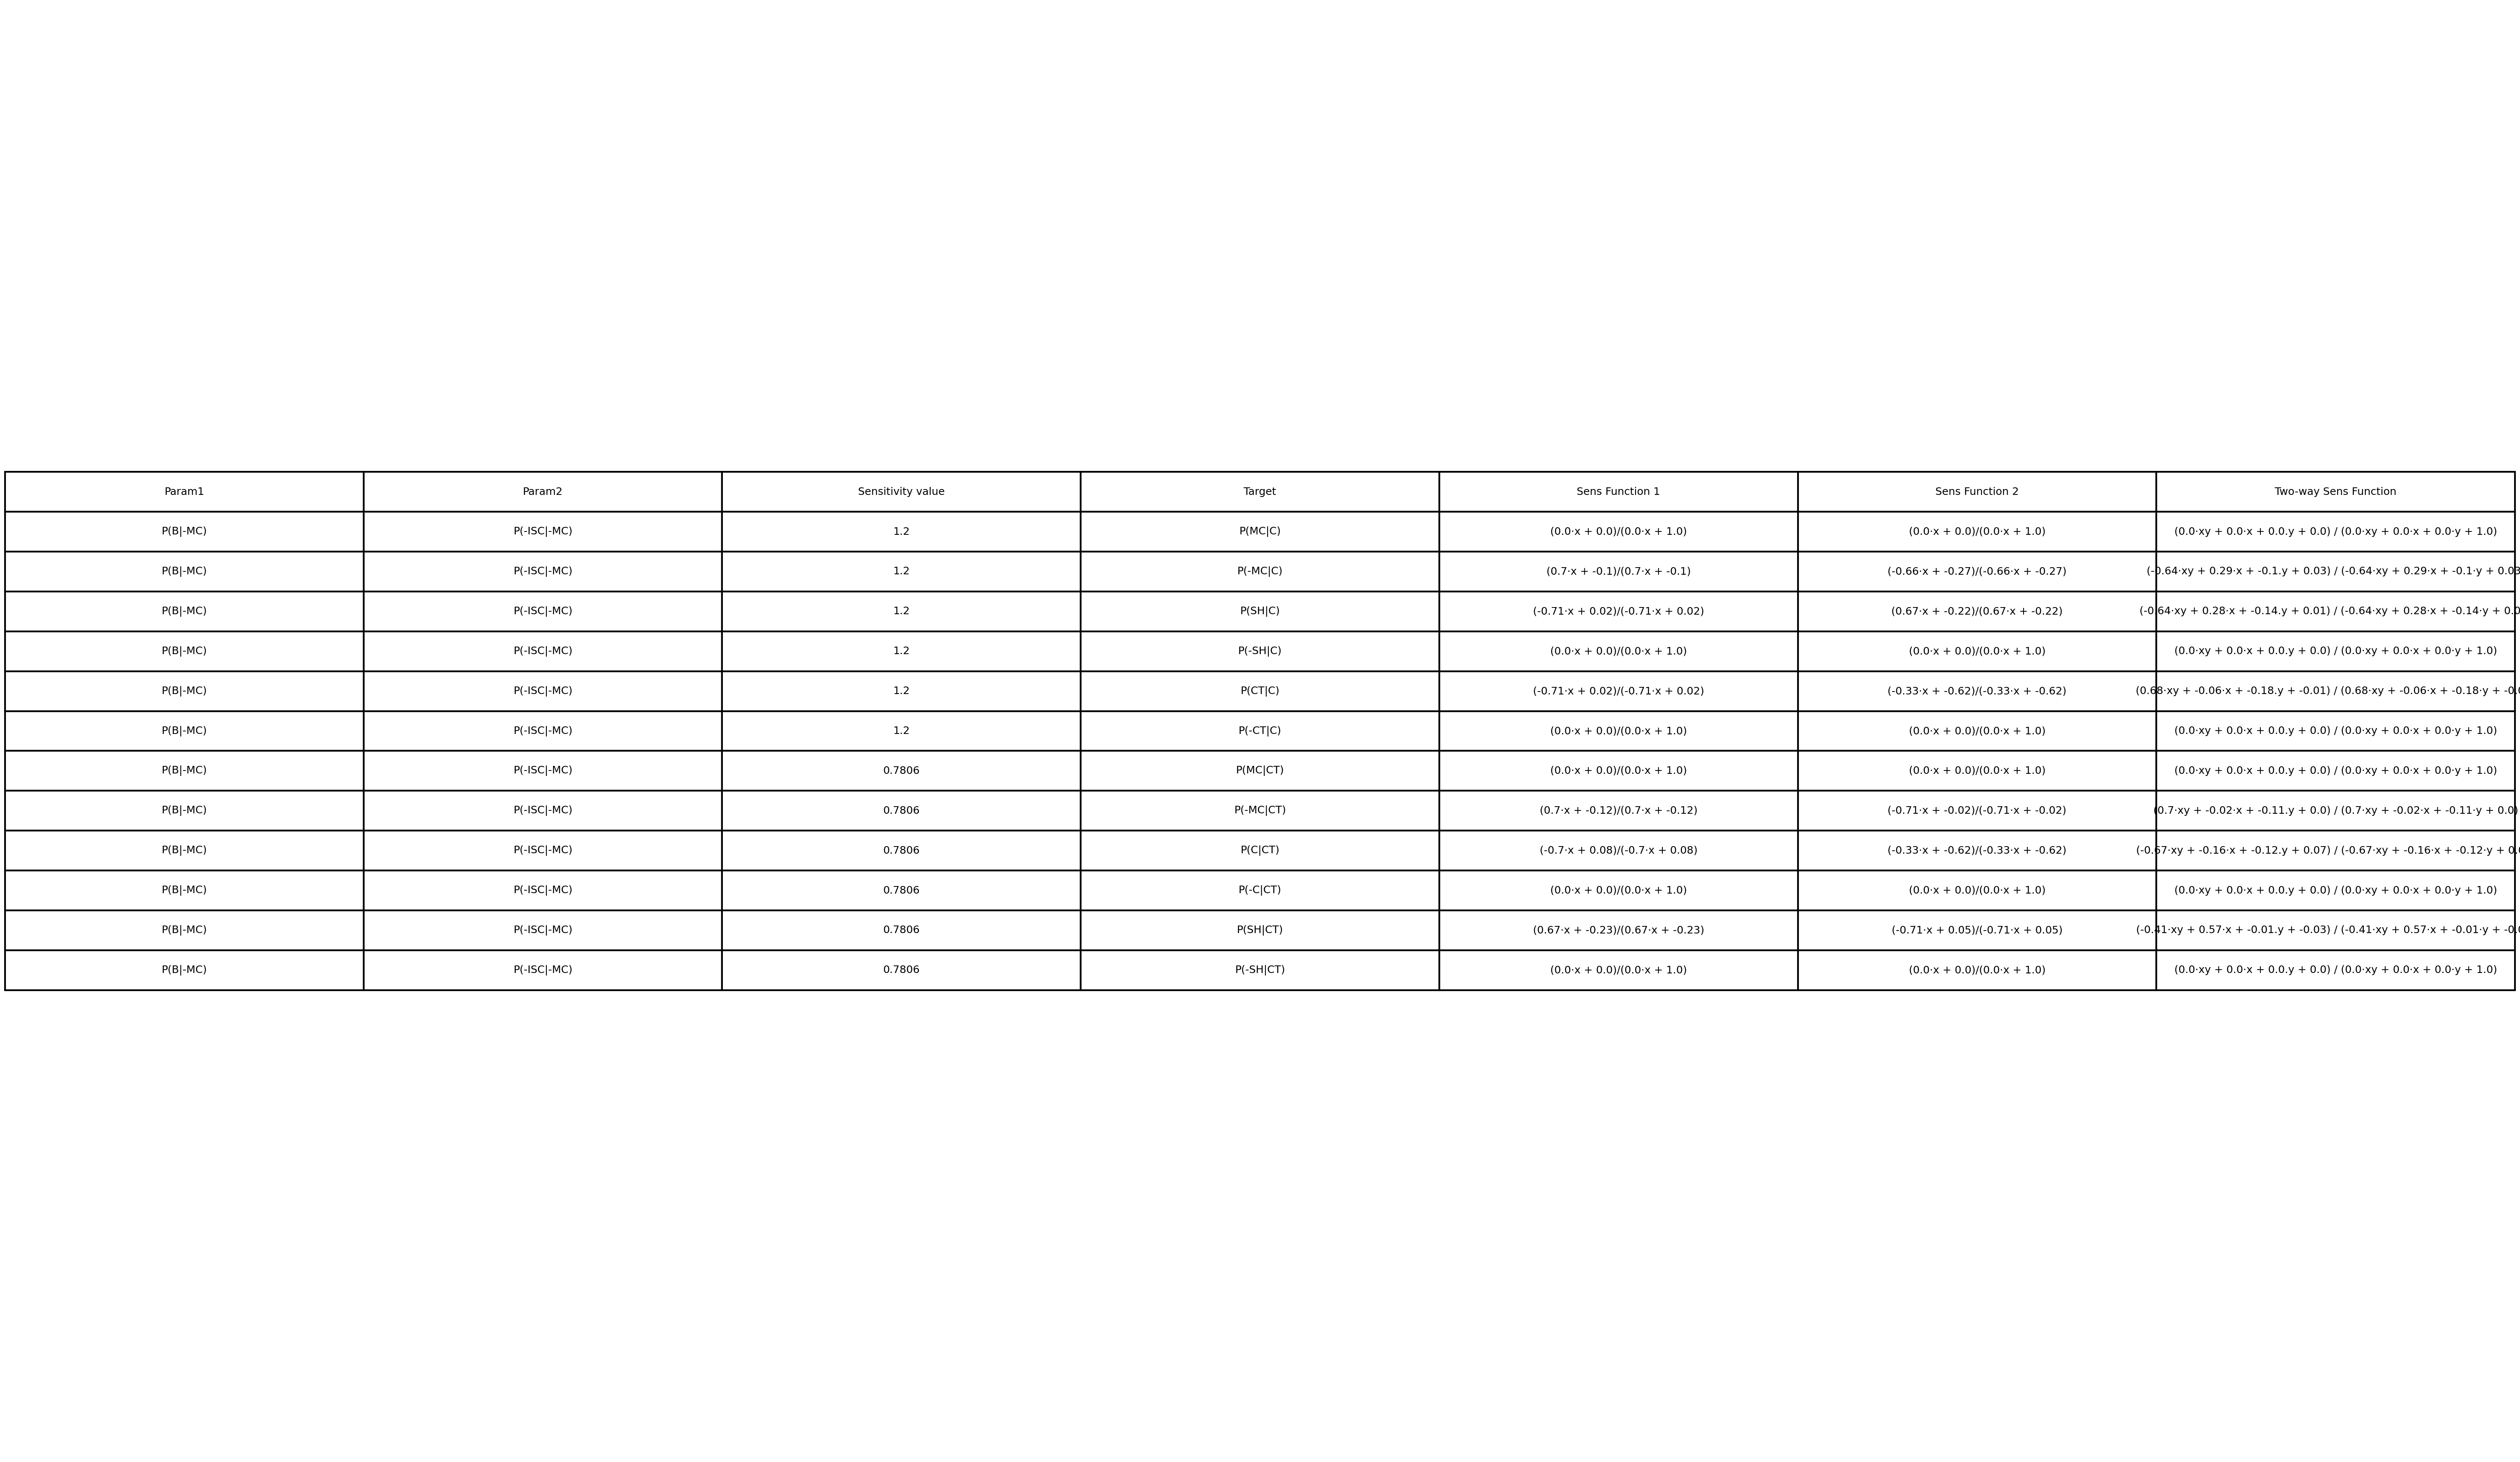 Param1 Param2 Sensitivity value Target Sens Function 1 Sens Function 2 Two-way Sens Function
P(B|-MC) P(-ISC|-MC) 1.2 P(MC|C) (0.0·x + 0.0)/(0.0·x + 1.0) (0.0·x + 0.0)/(0.0·x + 1.0) (0.0·xy + 0.0·x + 0.0.y + 0.0) / (0.0·xy + 0.0·x + 0.0·y + 1.0)
P(B|-MC) P(-ISC|-MC) 1.2 P(-MC|C) (0.7·x + -0.1)/(0.7·x + -0.1) (-0.66·x + -0.27)/(-0.66·x + -0.27) (-0.64·xy + 0.29·x + -0.1.y + 0.03) / (-0.64·xy + 0.29·x + -0.1·y + 0.03
P(B|-MC) P(-ISC|-MC) 1.2 P(SH|C) (-0.71·x + 0.02)/(-0.71·x + 0.02) (0.67·x + -0.22)/(0.67·x + -0.22) (-0.64·xy + 0.28·x + -0.14.y + 0.01) / (-0.64·xy + 0.28·x + -0.14·y +
P(B|-MC) P(-ISC|-MC) 1.2 P(-SH|C) (0.0·x + 0.0)/(0.0·x + 1.0) (0.0·x + 0.0)/(0.0·x + 1.0) (0.0·xy + 0.0·x + 0.0.y + 0.0) / (0.0·xy + 0.0·x + 0.0·y + 1.0)
P(B|-MC) P(-ISC|-MC) 1.2 P(CT|C) (-0.71·x + 0.02)/(-0.71·x + 0.02) (-0.33·x + -0.62)/(-0.33·x + -0.62) (0.68·xy + -0.06·x + -0.18.y + -0.01) / (0.68·xy + -0.06·x + -0.18·y +
P(B|-MC) P(-ISC|-MC) 1.2 P(-CT|C) (0.0·x + 0.0)/(0.0·x + 1.0) (0.0·x + 0.0)/(0.0·x + 1.0) (0.0·xy + 0.0·x + 0.0.y + 0.0) / (0.0·xy + 0.0·x + 0.0·y + 1.0)
P(B|-MC) P(-ISC|-MC) 0.7806 P(MC|CT) (0.0·x + 0.0)/(0.0·x + 1.0) (0.0·x + 0.0)/(0.0·x + 1.0) (0.0·xy + 0.0·x + 0.0.y + 0.0) / (0.0·xy + 0.0·x + 0.0·y + 1.0)
P(B|-MC) P(-ISC|-MC) 0.7806 P(-MC|CT) (0.7·x + -0.12)/(0.7·x + -0.12) (-0.71·x + -0.02)/(-0.71·x + -0.02) (0.7·xy + -0.02·x + -0.11.y + 0.0) / (0.7·xy + -0.02·x + -0.11·y + 0.0)
P(B|-MC) P(-ISC|-MC) 0.7806 P(C|CT) (-0.7·x + 0.08)/(-0.7·x + 0.08) (-0.33·x + -0.62)/(-0.33·x + -0.62) (-0.67·xy + -0.16·x + -0.12.y + 0.07) / (-0.67·xy + -0.16·x + -0.12·y +
P(B|-MC) P(-ISC|-MC) 0.7806 P(-C|CT) (0.0·x + 0.0)/(0.0·x + 1.0) (0.0·x + 0.0)/(0.0·x + 1.0) (0.0·xy + 0.0·x + 0.0.y + 0.0) / (0.0·xy + 0.0·x + 0.0·y + 1.0)
P(B|-MC) P(-ISC|-MC) 0.7806 P(SH|CT) (0.67·x + -0.23)/(0.67·x + -0.23) (-0.71·x + 0.05)/(-0.71·x + 0.05) (-0.41·xy + 0.57·x + -0.01.y + -0.03) / (-0.41·xy + 0.57·x + -0.01·y +
P(B|-MC) P(-ISC|-MC) 0.7806 P(-SH|CT) (0.0·x + 0.0)/(0.0·x + 1.0) (0.0·x + 0.0)/(0.0·x + 1.0) (0.0·xy + 0.0·x + 0.0.y + 0.0) / (0.0·xy + 0.0·x + 0.0·y + 1.0)